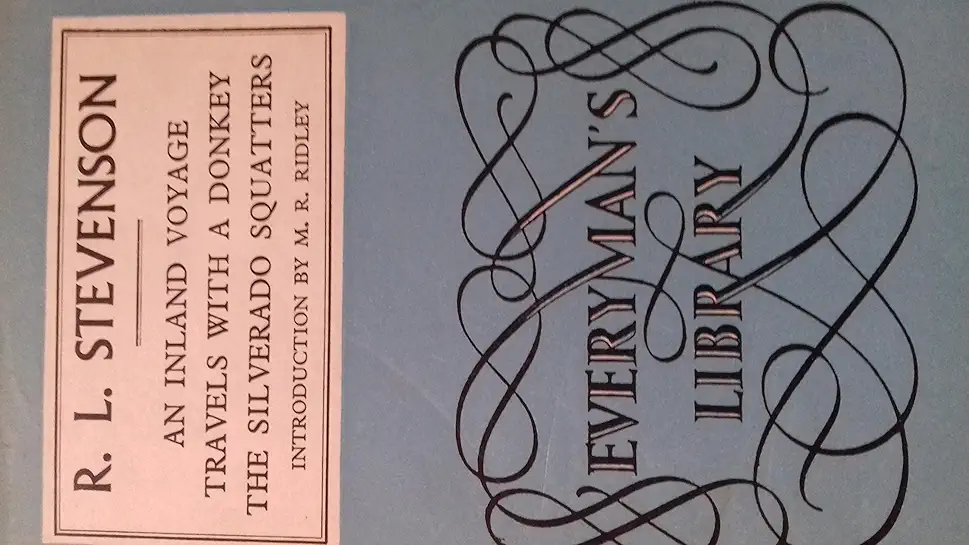 R. L. STEVENSON
AN INLAND VOYAGE
TRAVELS WITH A DONKEY
THE SILVERADO SQUATTERS
INTRODUCTION BY M. R. RIDLEY
EVERYMAN'S
LIBRARY